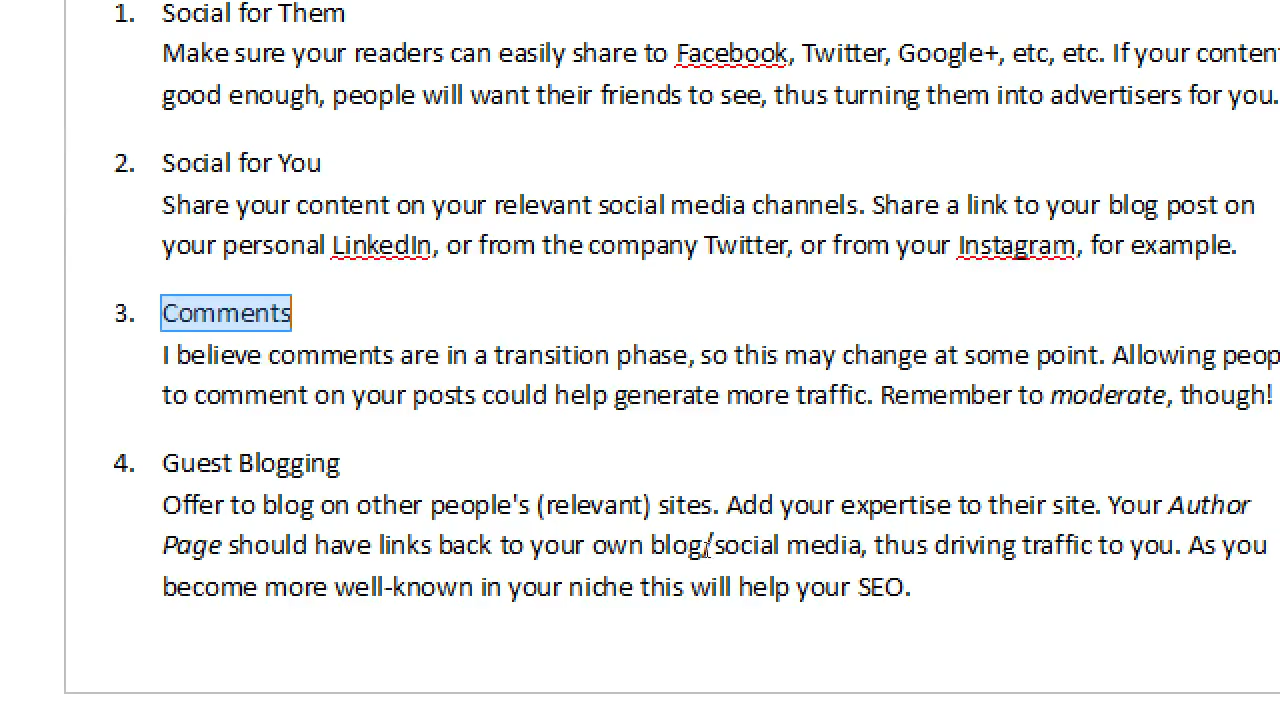 1. Social for Them
Make sure your readers can easily share to Facebook, Twitter, Google+, etc, etc. If your conten
good enough, people will want their friends to see, thus turning them into advertisers for you.
2. Social for You
Share your content on your relevant social media channels. Share a link to your blog post on
your personal LinkedIn, or from the company Twitter, or from your Instagram, for example.
3. Comments
I believe comments are in a transition phase, so this may change at some point. Allowing peop
to comment on your posts could help generate more traffic. Remember to moderate, though!
4. Guest Blogging
Offer to blog on other people's (relevant) sites. Add your expertise to their site. Your Author
Page should have links back to your own blog/social media, thus driving traffic to you. As you
become more well-known in your niche this will help your SEO.